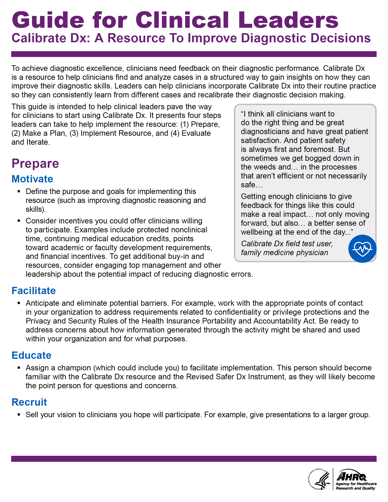 Guide for Clinical Leaders
Calibrate Dx: A Resource To Improve Diagnostic Decisions
To achieve diagnostic excellence, clinicians need feedback on their diagnostic performance. Calibrate Dx
is a resource to help clinicians find and analyze cases in a structured way to gain insights on how they can
improve their diagnostic skills. Leaders can help clinicians incorporate Calibrate Dx into their routine practice
so they can consistently learn from different cases and recalibrate their diagnostic decision making.
This guide is intended to help clinical leaders pave the way
for clinicians to start using Calibrate Dx. It presents four steps
leaders can take to help implement the resource: (1) Prepare,
(2) Make a Plan, (3) Implement Resource, and (4) Evaluate
and Iterate.
"I think all clinicians want to
do the right thing and be great
diagnosticians and have great patient
satisfaction. And patient safety
is always first and foremost. But
sometimes we get bogged down in
the weeds and… in the processes
that aren't efficient or not necessarily
safe…
Getting enough clinicians to give
feedback for things like this could
make a real impact… not only moving
forward, but also… a better sense of
wellbeing at the end of the day..."
Calibrate Dx field test user,
family medicine physician
Prepare
Motivate
▪ Define the purpose and goals for implementing this
resource (such as improving diagnostic reasoning and
skills).
▪ Consider incentives you could offer clinicians willing
to participate. Examples include protected nonclinical
time, continuing medical education credits, points
toward academic or faculty development requirements,
and financial incentives. To get additional buy-in and
resources, consider engaging top management and other
leadership about the potential impact of reducing diagnostic errors.
Facilitate
▪ Anticipate and eliminate potential barriers. For example, work with the appropriate points of contact
in your organization to address requirements related to confidentiality or privilege protections and the
Privacy and Security Rules of the Health Insurance Portability and Accountability Act. Be ready to
address concerns about how information generated through the activity might be shared and used
within your organization and for what purposes.
Educate
▪ Assign a champion (which could include you) to facilitate implementation. This person should become
familiar with the Calibrate Dx resource and the Revised Safer Dx Instrument, as they will likely become
the point person for questions and concerns.
Recruit
▪ Sell your vision to clinicians you hope will participate. For example, give presentations to a larger group.
AHRQ
Agency for Healthcare
Research and Quality